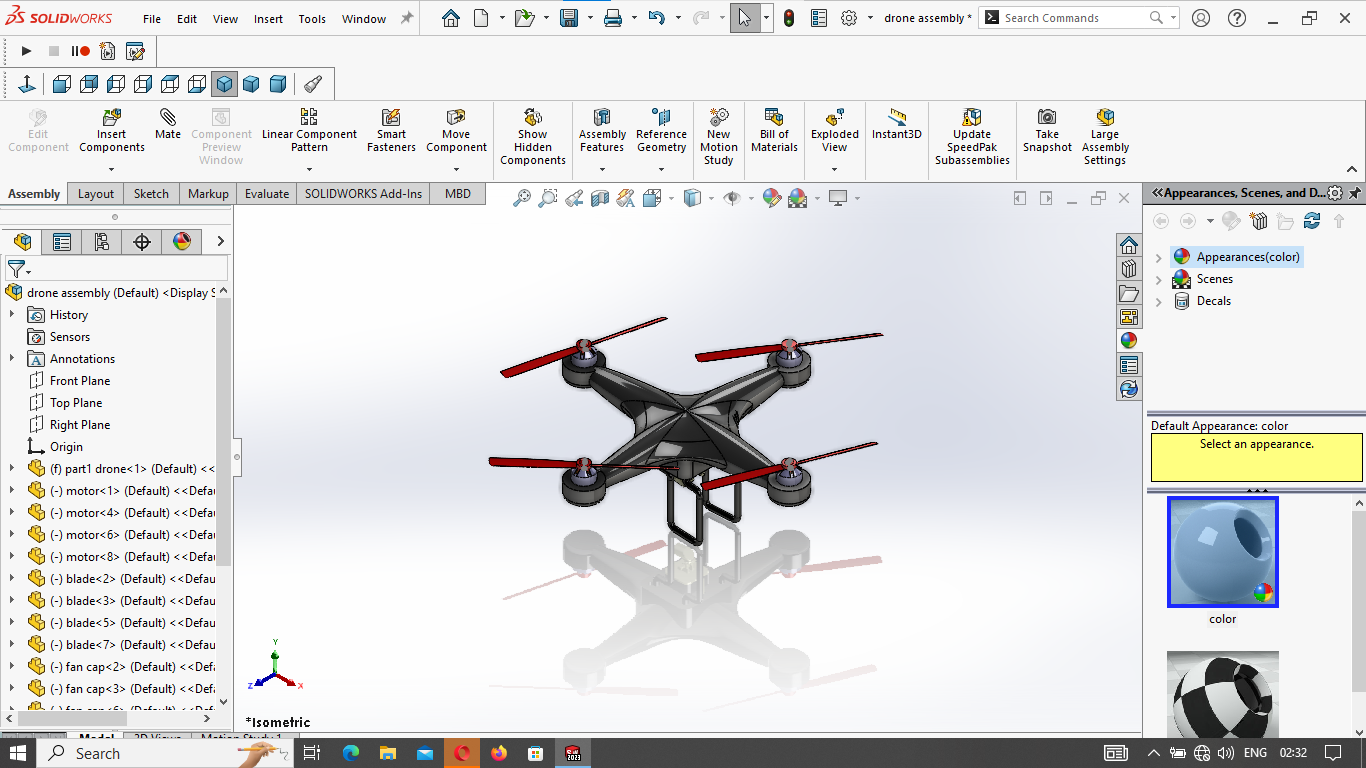 SOLIDWORKS File Edit View Insert Tools Window drone assembly * Search Commands
Edit Component
Insert Components
Mate
Component Preview Window
Linear Component Pattern
Smart Fasteners
Move Component
Show Hidden Components
Assembly Features
Reference Geometry
New Motion Study
Bill of Materials
Exploded View
Instant3D
Update SpeedPak Subassemblies
Take Snapshot
Large Assembly Settings
Assembly Layout Sketch Markup Evaluate SOLIDWORKS Add-Ins MBD
drone assembly (Default) <Display S
History
Sensors
Annotations
Front Plane
Top Plane
Right Plane
Origin
(f) part1 drone<1> (Default) <<
(-) motor<1> (Default) <<Defau
(-) motor<4> (Default) <<Defau
(-) motor<6> (Default) <<Defau
(-) motor<8> (Default) <<Defau
(-) blade<2> (Default) <<Defau
(-) blade<3> (Default) <<Defau
(-) blade<5> (Default) <<Defau
(-) blade<7> (Default) <<Defau
(-) fan cap<2> (Default) <<Defa
(-) fan cap<3> (Default) <<Defa
Y
Z
X
*Isometric
Model 3D Views Motion Study 1
Appearances, Scenes, and D...
Appearances(color)
Scenes
Decals
Default Appearance: color
Select an appearance.
color
Search
SW
2023
ENG 02:32